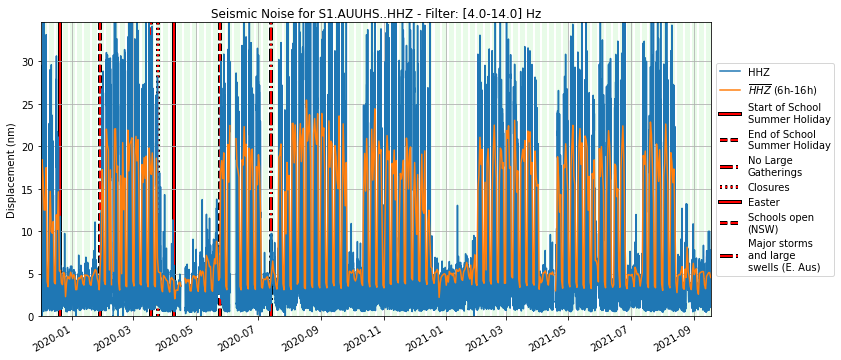 Seismic Noise for S1.AUUHS..HHZ - Filter: [4.0-14.0] Hz
Displacement (nm)
30
25
20
15
10
5
0
2020-01
2020-03
2020-05
2020-07
2020-09
2020-11
2021-01
2021-03
2021-05
2021-07
2021-09
HHZ
HHZ (6h-16h)
Start of School
Summer Holiday
End of School
Summer Holiday
No Large
Gatherings
Closures
Easter
Schools open
(NSW)
Major storms
and large
swells (E. Aus)